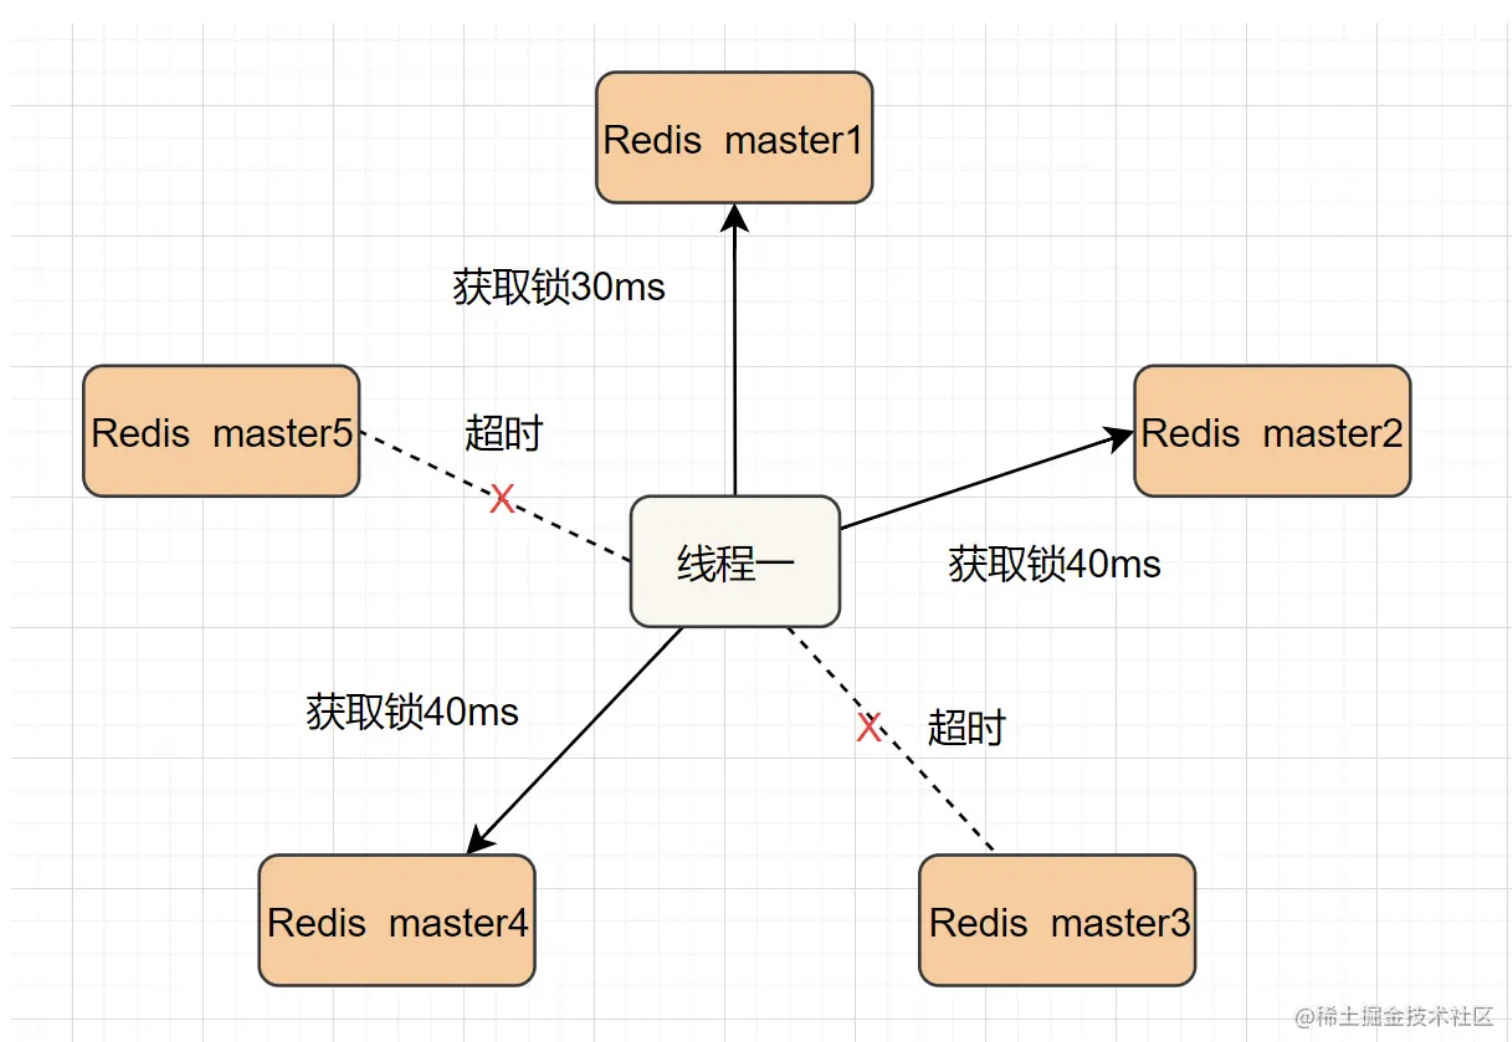 Redis master1
获取锁30ms
Redis master5
超时
X
Redis master2
线程一
获取锁40ms
获取锁40ms
X
超时
Redis master4
Redis master3
@稀土掘金技术社区